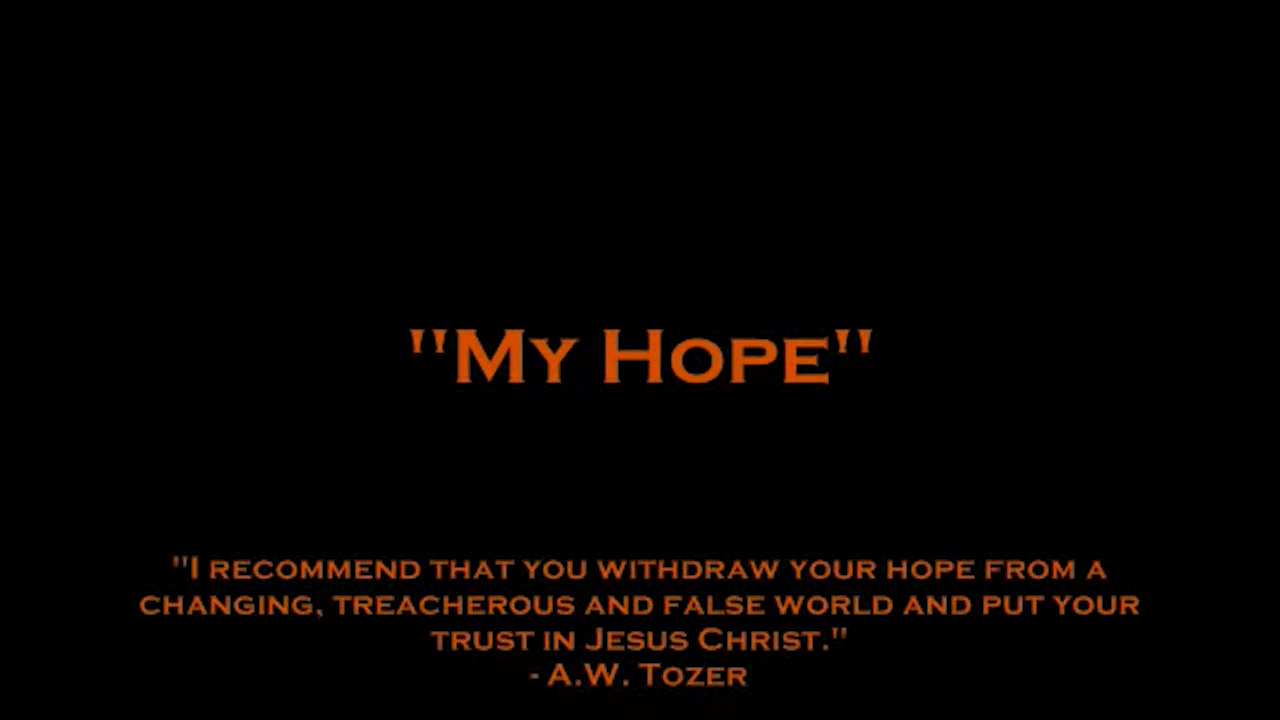 "My Hope"
"I recommend that you withdraw your hope from a
changing, treacherous and false world and put your
trust in Jesus Christ."
- A.W. Tozer